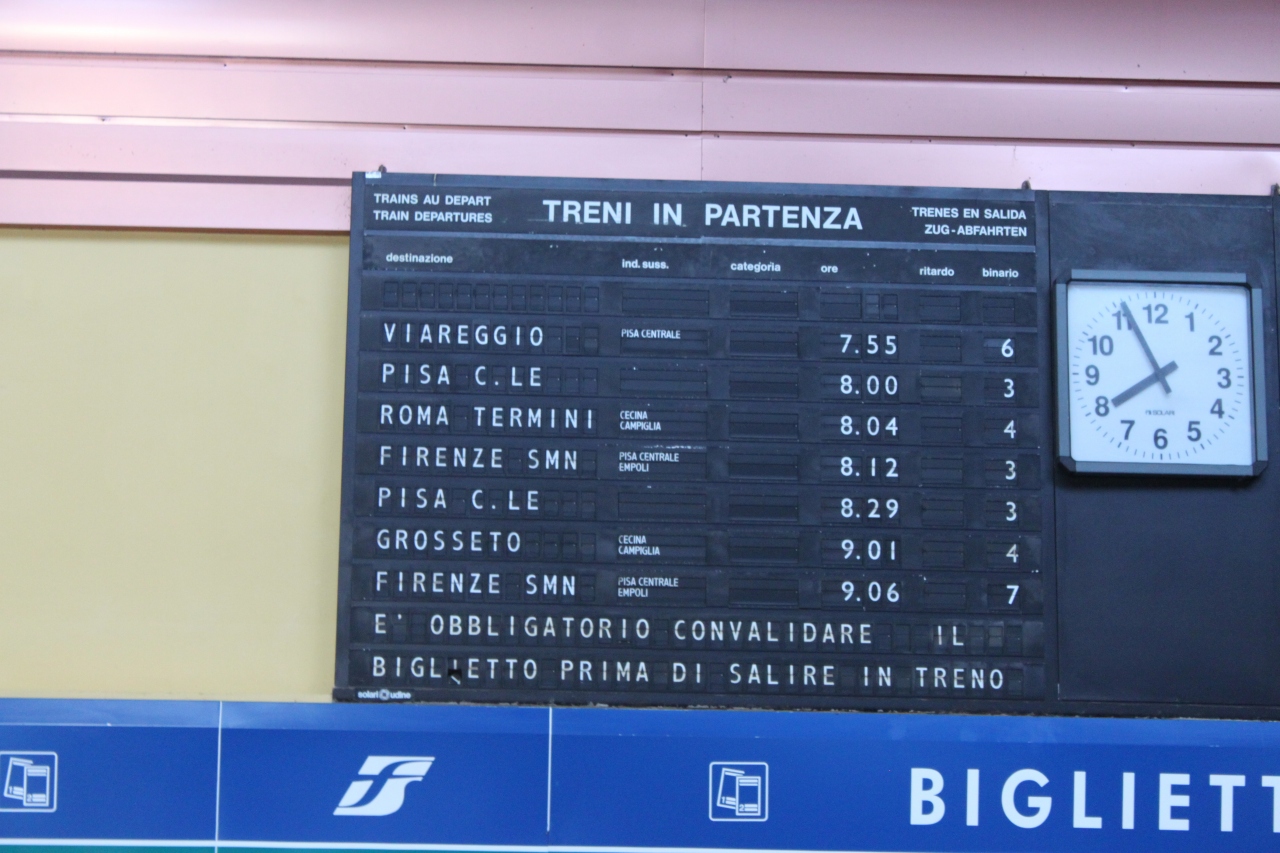 TRAINS AU DEPART
TRAIN DEPARTURES
TRENI IN PARTENZA
TRENES EN SALIDA
ZUG-ABFAHRTEN
destinazione ind. suss. categoria ore ritardo binario
VIAREGGIO PISA CENTRALE 7.55 6
PISA C.LE 8.00 3
ROMA TERMINI CECINA CAMPIGLIA 8.04 4
FIRENZE SMN PISA CENTRALE EMPOLI 8.12 3
PISA C.LE 8.29 3
GROSSETO CECINA CAMPIGLIA 9.01 4
FIRENZE SMN PISA CENTRALE EMPOLI 9.06 7
E' OBBLIGATORIO CONVALIDARE IL
BIGLIETTO PRIMA DI SALIRE IN TRENO
solari udine
12 1 2 3 4 5 6 7 8 9 10 11
SOLARI
BIGLIETT